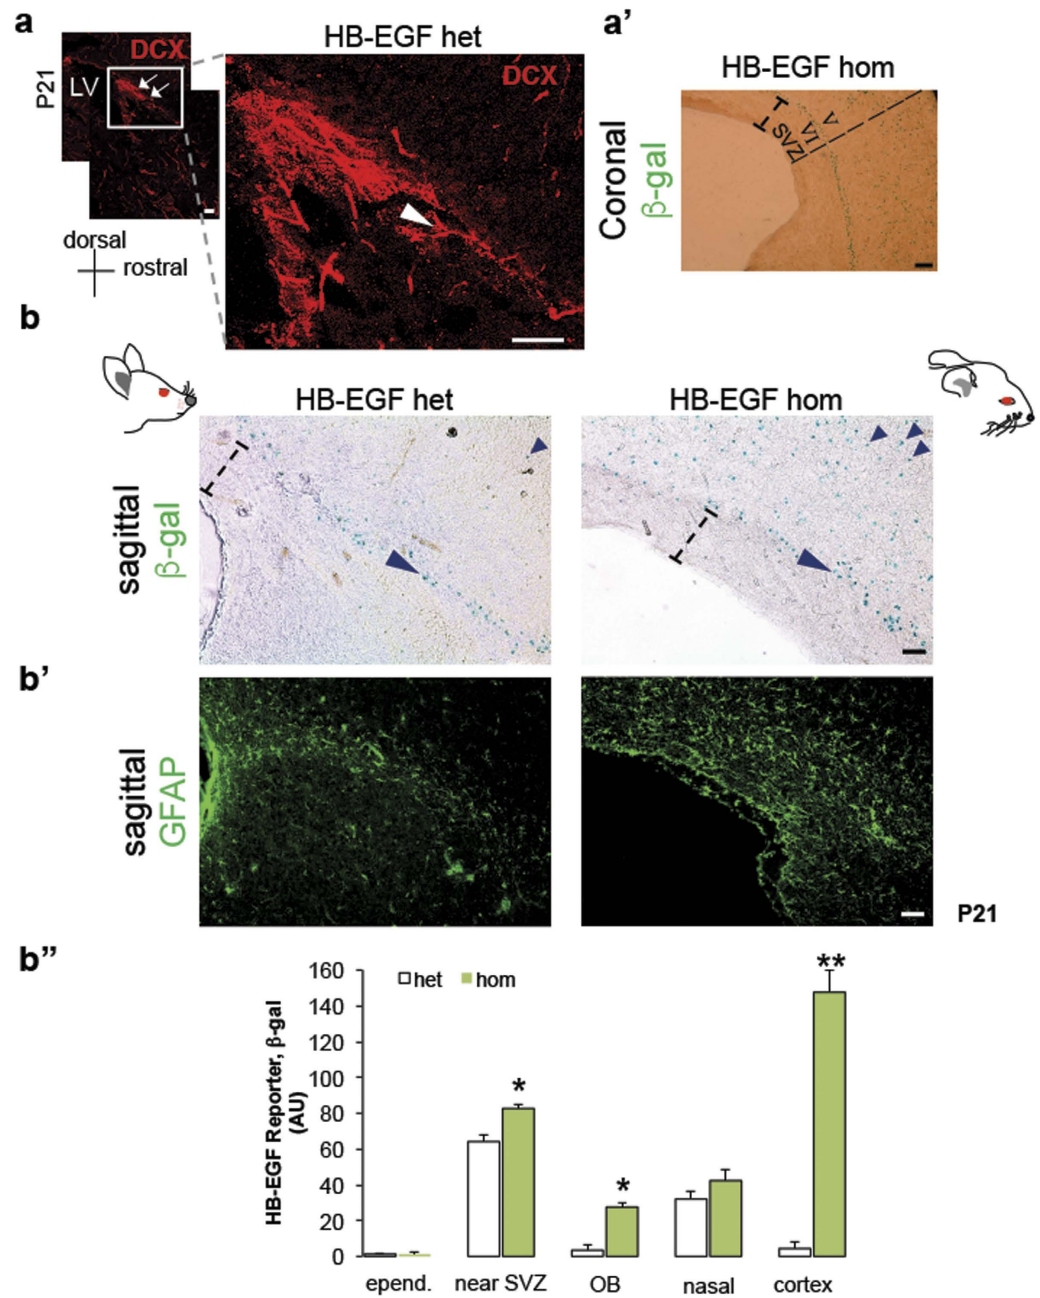 a
HB-EGF het
P21
DCX
LV
DCX
dorsal
rostral
a’
HB-EGF hom
Coronal
β-gal
SVZ
VI
V
b
HB-EGF het
HB-EGF hom
sagittal
β-gal
b’
sagittal
GFAP
P21
b”
HB-EGF Reporter, β-gal
(AU)
het
hom
160
140
120
100
80
60
40
20
0
*
*
**
epend.
near SVZ
OB
nasal
cortex